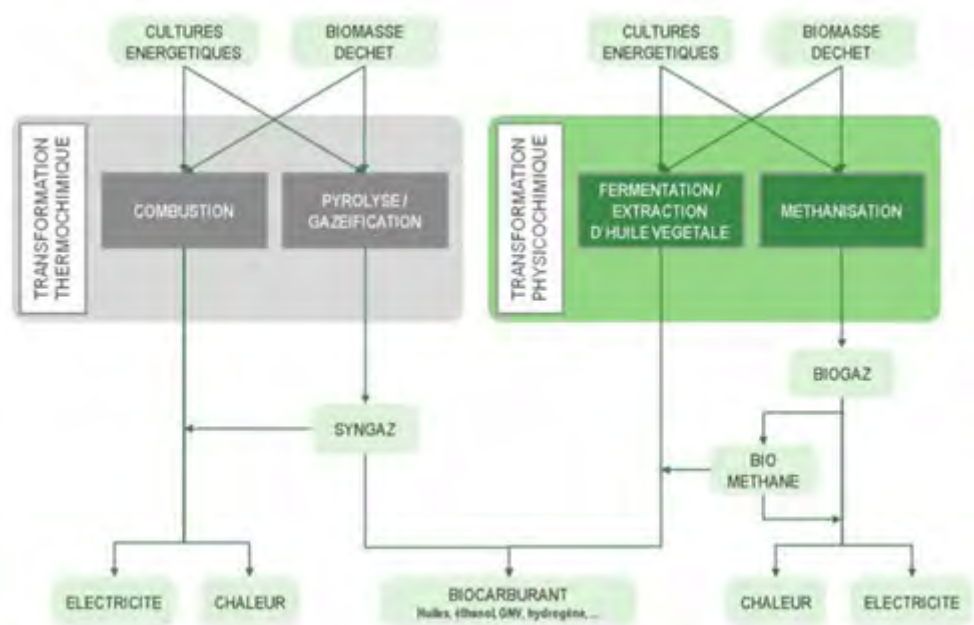 CULTURES
ENERGETIQUES
BIOMASSE
DECHET
CULTURES
ENERGETIQUES
BIOMASSE
DECHET
TRANSFORMATION
THERMOCHIMIQUE
COMBUSTION
PYROLYSE /
GAZEIFICATION
TRANSFORMATION
PHYSICOCHIMIQUE
FERMENTATION /
EXTRACTION
D'HUILE VEGETALE
METHANISATION
BIOGAZ
SYNGAZ
BIO
METHANE
ELECTRICITE
CHALEUR
BIOCARBURANT
Huiles, éthanol, GNV, hydrogène, ...
CHALEUR
ELECTRICITE